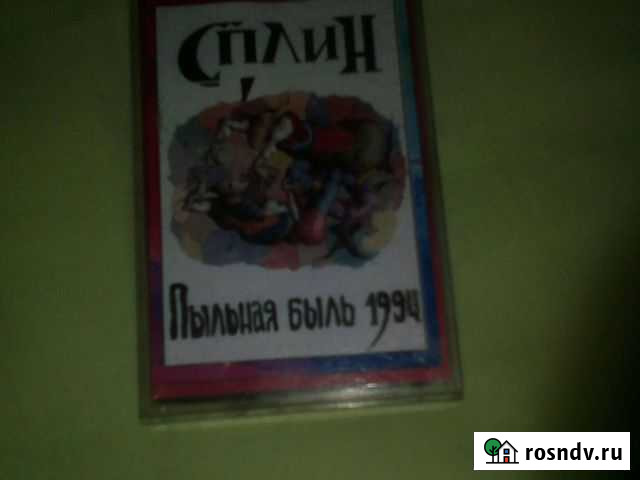 Сплин
Пыльная быль 1994
rosndv.ru